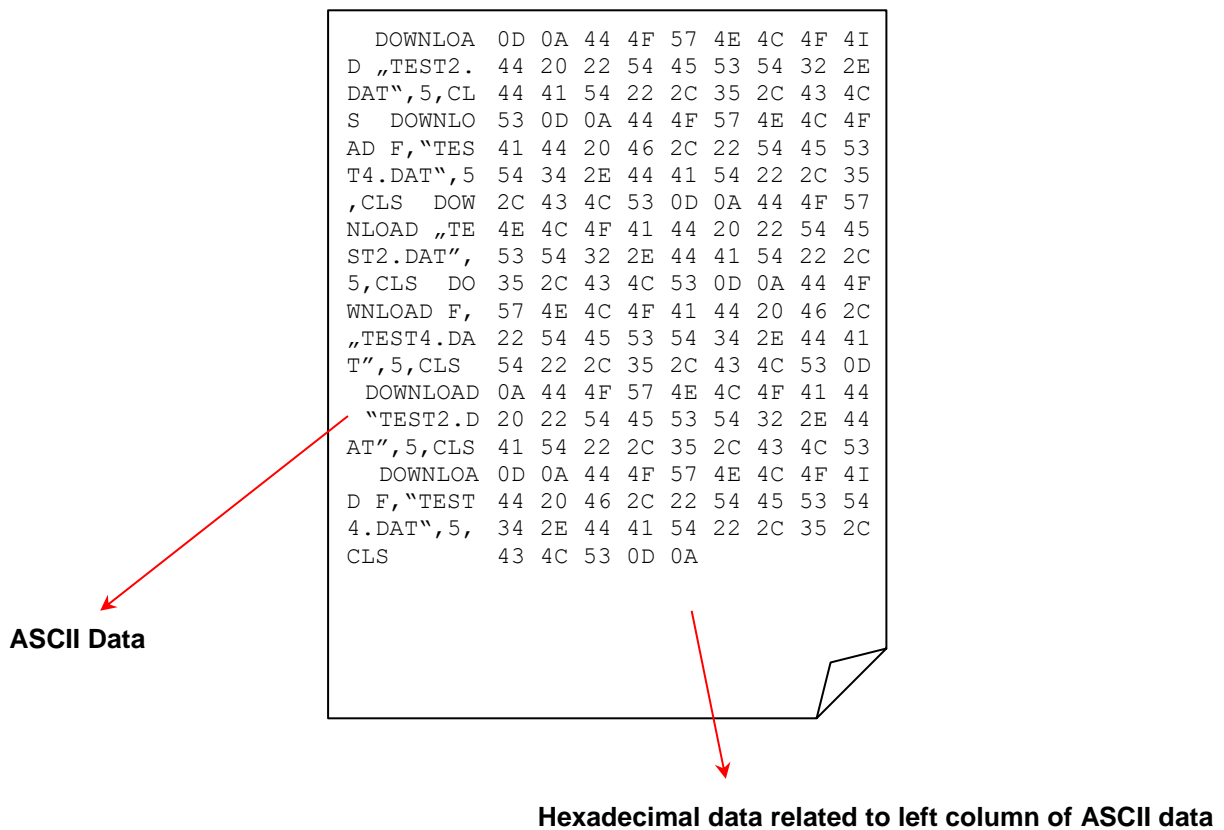 DOWNLOA 0D 0A 44 4F 57 4E 4C 4F 4I
D „TEST2. 44 20 22 54 45 53 54 32 2E
DAT‟,5,CL 44 41 54 22 2C 35 2C 43 4C
S DOWNLO 53 0D 0A 44 4F 57 4E 4C 4F
AD F,‟TES 41 44 20 46 2C 22 54 45 53
T4.DAT‟,5 54 34 2E 44 41 54 22 2C 35
,CLS DOW 2C 43 4C 53 0D 0A 44 4F 57
NLOAD „TE 4E 4C 4F 41 44 20 22 54 45
ST2.DAT”, 53 54 32 2E 44 41 54 22 2C
5,CLS DO 35 2C 43 4C 53 0D 0A 44 4F
WNLOAD F, 57 4E 4C 4F 41 44 20 46 2C
„TEST4.DA 22 54 45 53 54 34 2E 44 41
T”,5,CLS 54 22 2C 35 2C 43 4C 53 0D
DOWNLOAD 0A 44 4F 57 4E 4C 4F 41 44
‟TEST2.D 20 22 54 45 53 54 32 2E 44
AT”,5,CLS 41 54 22 2C 35 2C 43 4C 53
DOWNLOA 0D 0A 44 4F 57 4E 4C 4F 4I
D F,‟TEST 44 20 46 2C 22 54 45 53 54
4.DAT‟,5, 34 2E 44 41 54 22 2C 35 2C
CLS 43 4C 53 0D 0A
ASCII Data
Hexadecimal data related to left column of ASCII data